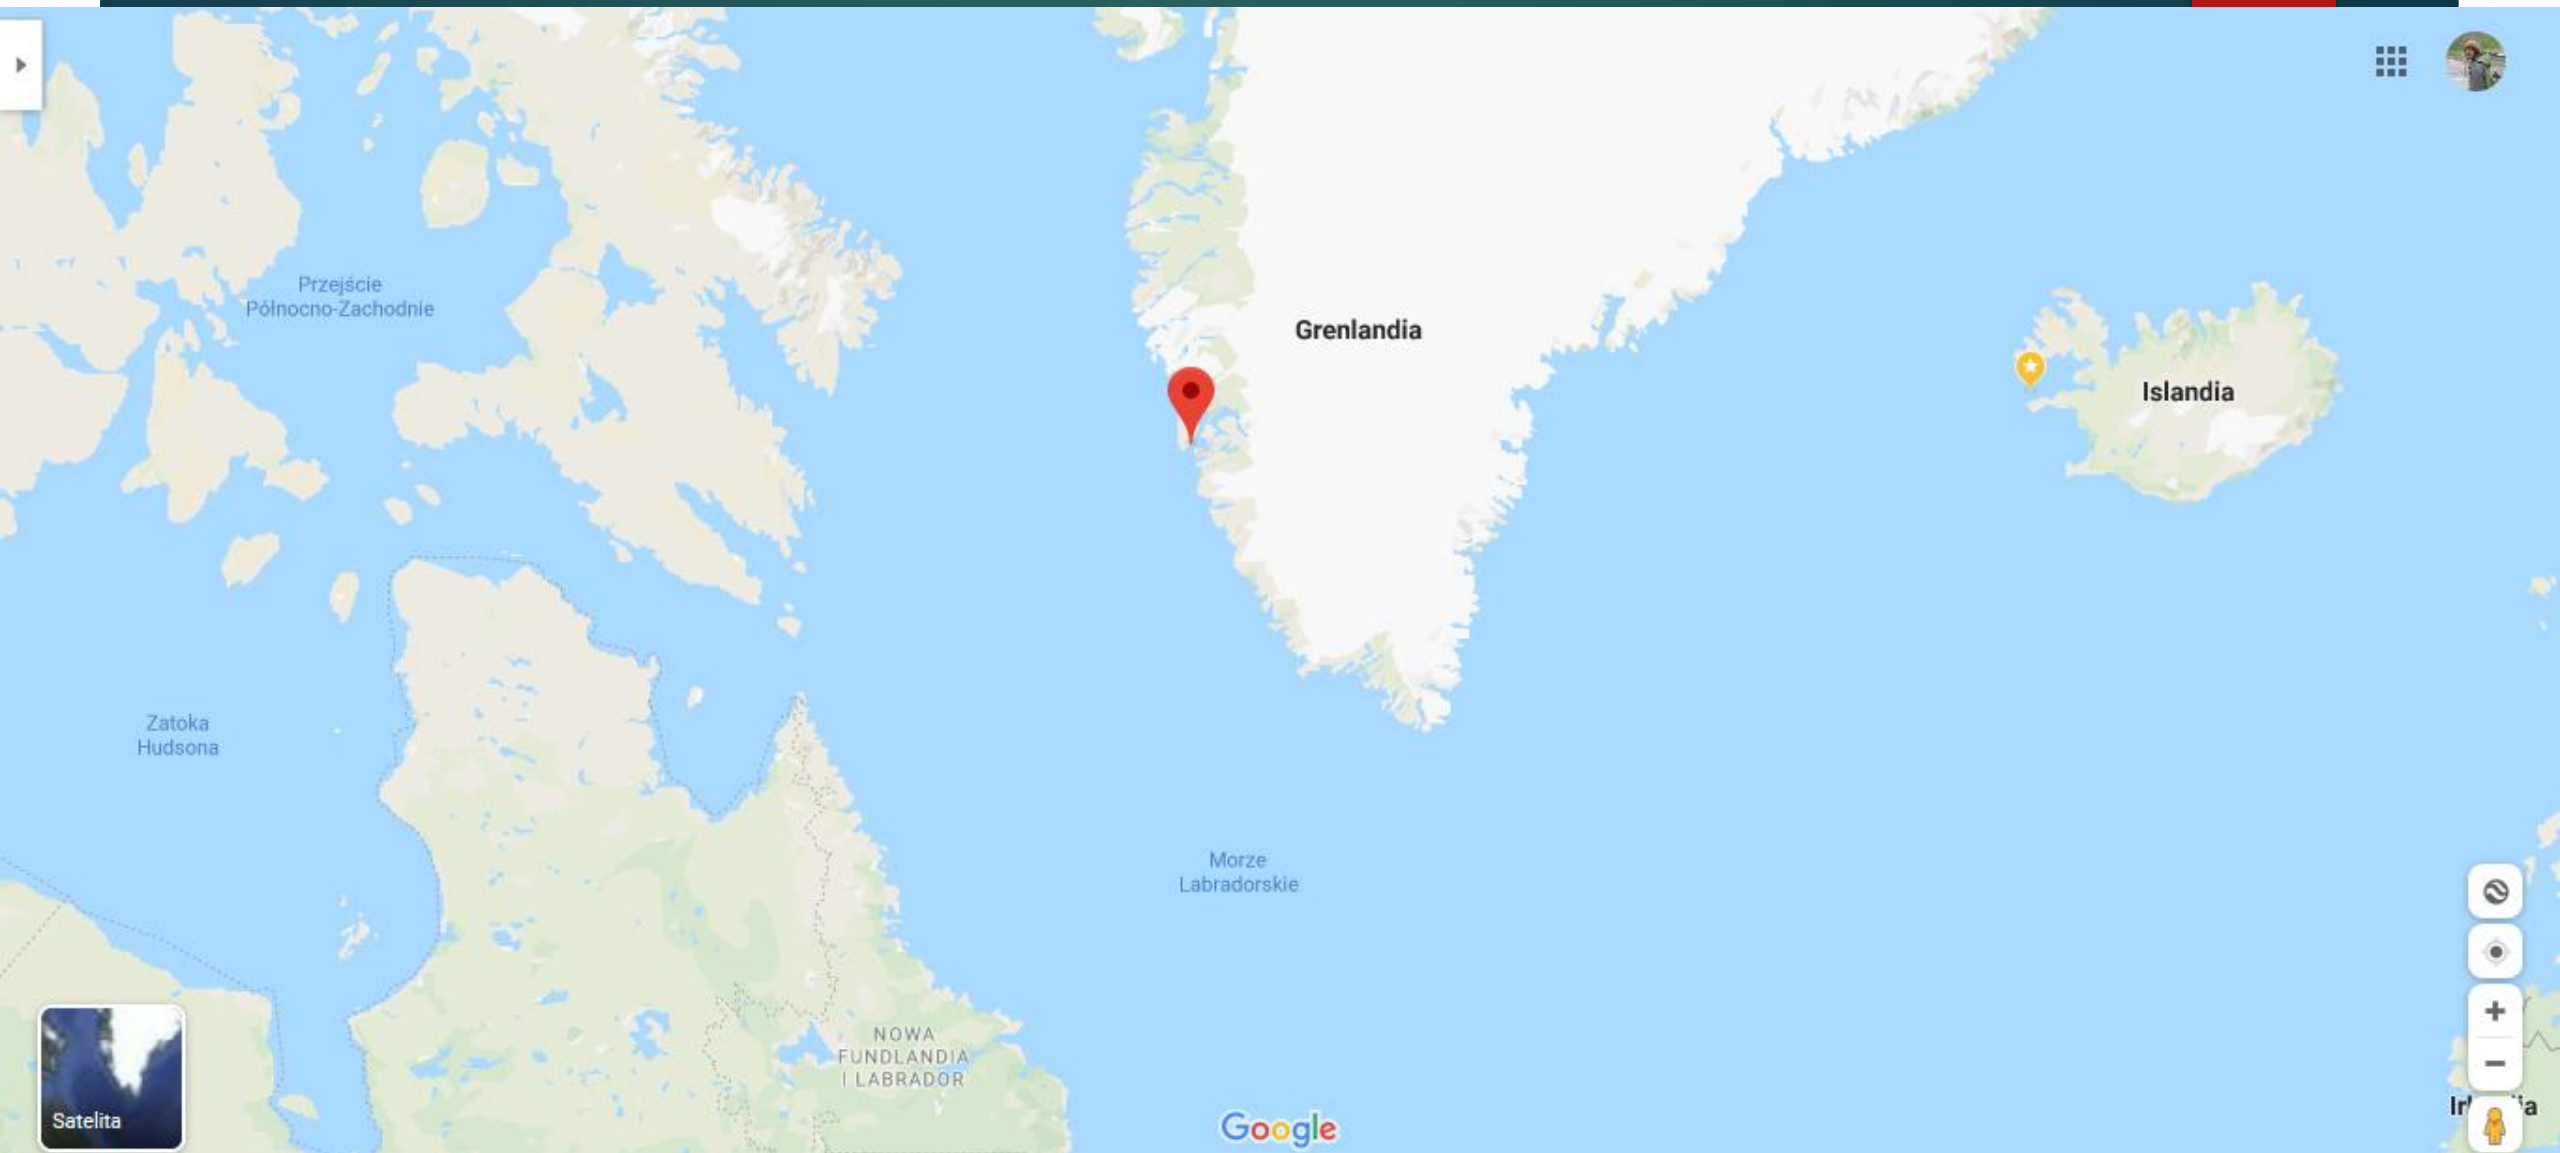 Przejście
Północno-Zachodnie
Grenlandia
Islandia
Zatoka
Hudsona
Morze
Labradorskie
NOWA
FUNDLANDIA
I LABRADOR
Satelita
Google